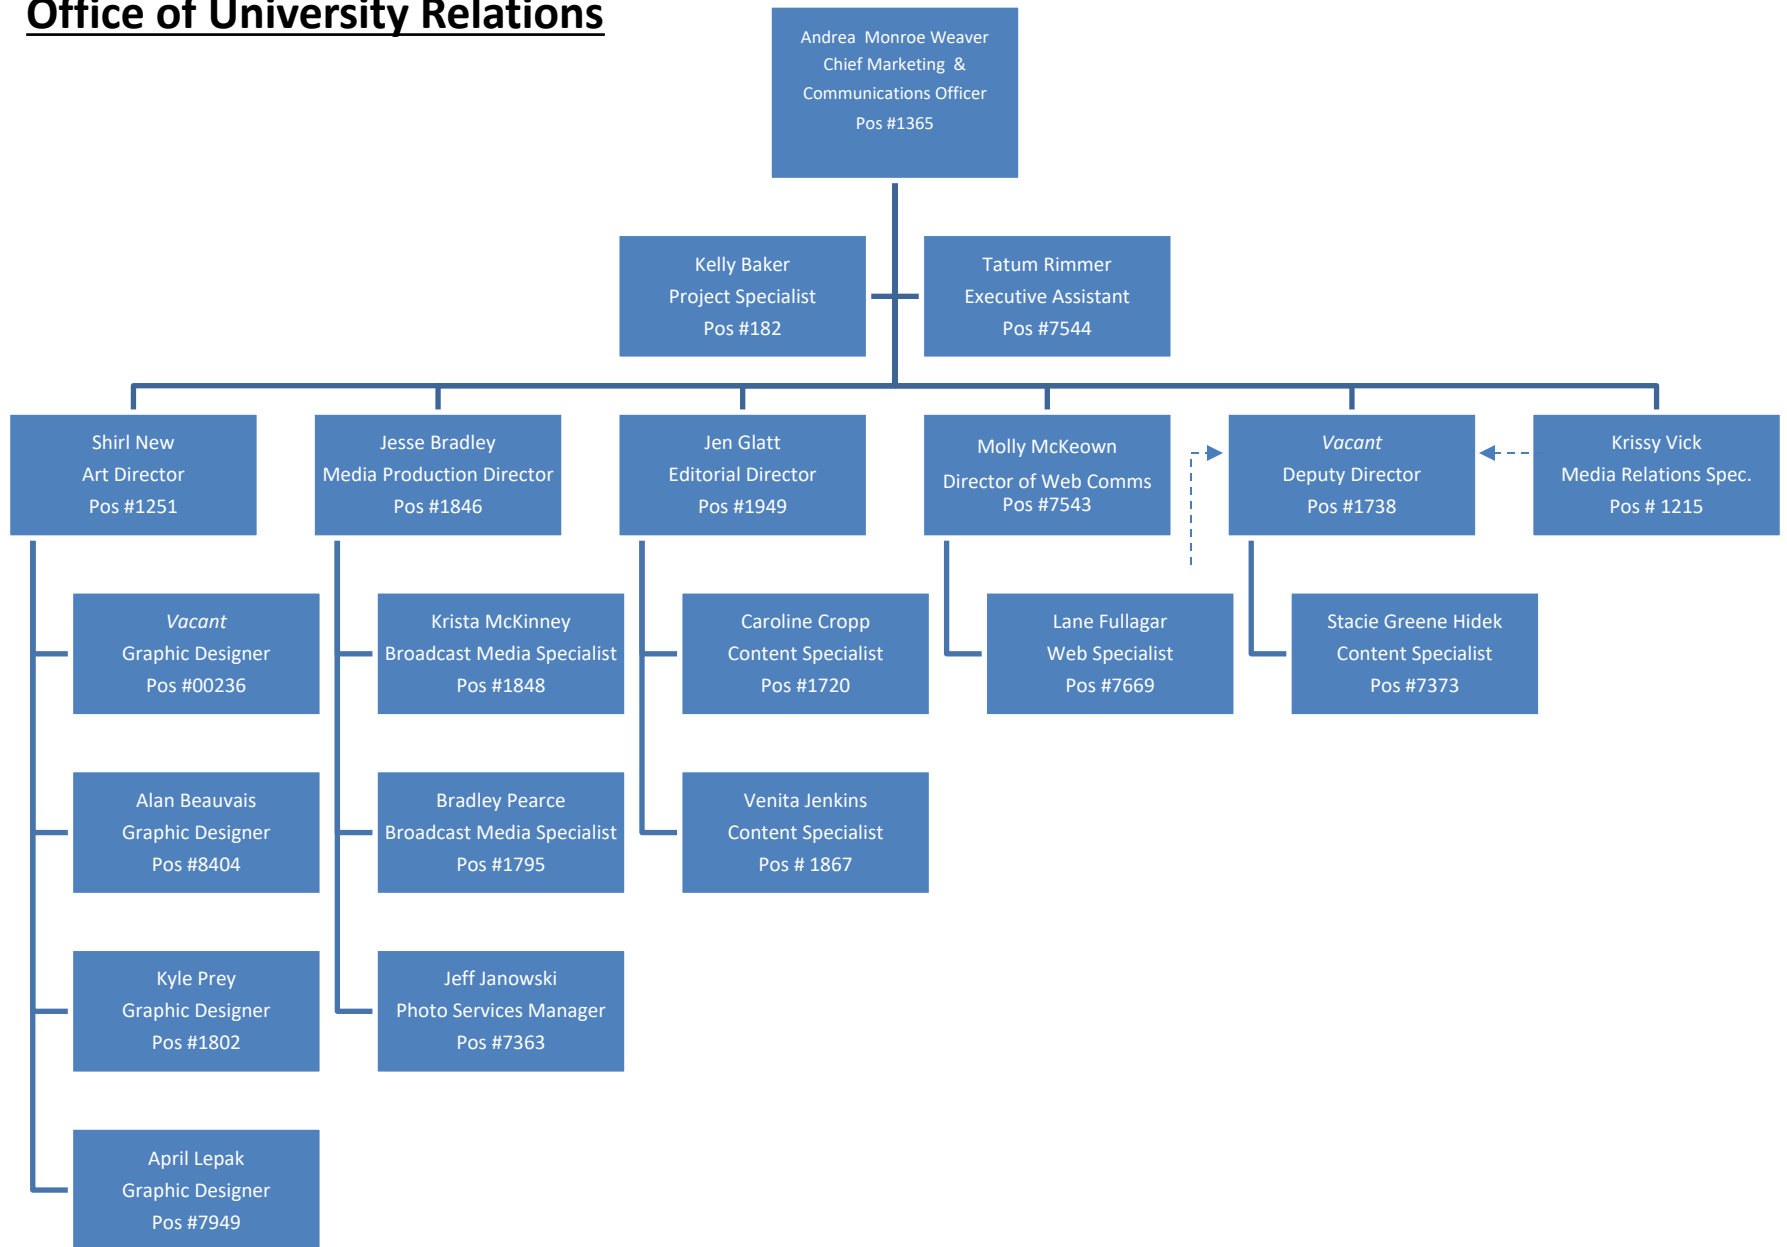 Office of University Relations
Andrea  Monroe Weaver
Chief Marketing  &
Communications Officer
Pos #1365
Kelly Baker
Project Specialist
Pos #182
Tatum Rimmer
Executive Assistant
Pos #7544
Shirl New
Art Director
Pos #1251
Jesse Bradley
Media Production Director
Pos #1846
Jen Glatt
Editorial Director
Pos #1949
Molly McKeown
Director of Web Comms
Pos #7543
Vacant
Deputy Director
Pos #1738
Krissy Vick
Media Relations Spec.
Pos # 1215
Vacant
Graphic Designer
Pos #00236
Krista McKinney
Broadcast Media Specialist
Pos #1848
Caroline Cropp
Content Specialist
Pos #1720
Lane Fullagar
Web Specialist
Pos #7669
Stacie Greene Hidek
Content Specialist
Pos #7373
Alan Beauvais
Graphic Designer
Pos #8404
Bradley Pearce
Broadcast Media Specialist
Pos #1795
Venita Jenkins
Content Specialist
Pos # 1867
Kyle Prey
Graphic Designer
Pos #1802
Jeff Janowski
Photo Services Manager
Pos #7363
April Lepak
Graphic Designer
Pos #7949